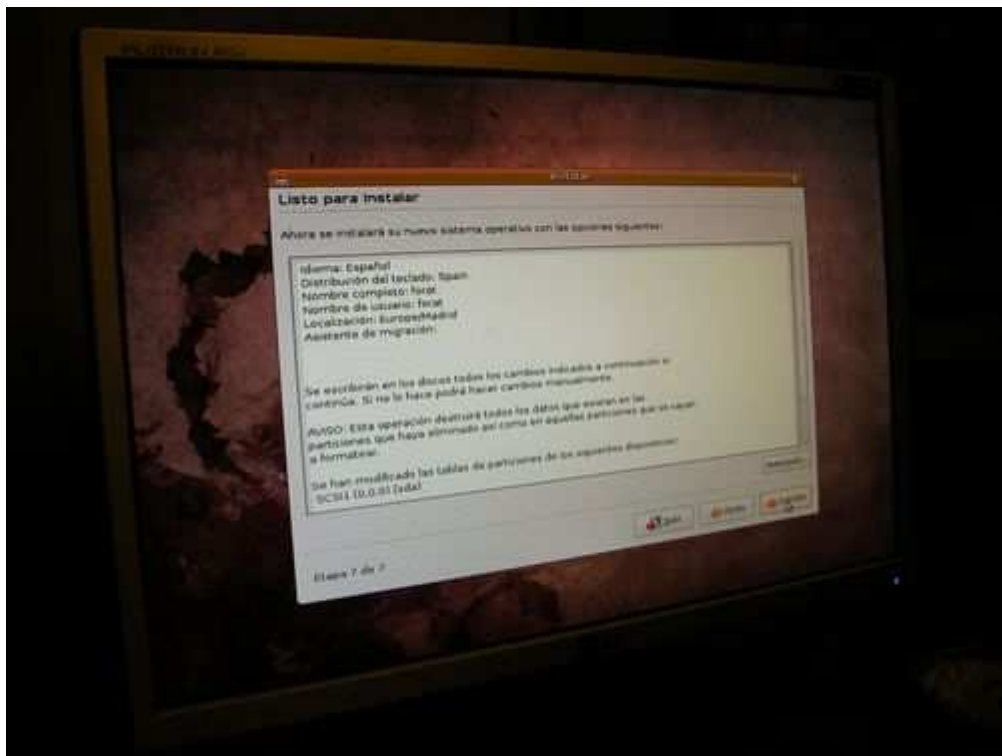 Instalar
Listo para instalar
Ahora se instalará su nuevo sistema operativo con las opciones siguientes:
Idioma: Español
Distribución del teclado: Spain
Nombre completo: forat
Nombre de usuario: forat
Localización: Europe/Madrid
Asistente de migración:
Se escribirán en los discos todos los cambios indicados a continuación si
continúa. Si no lo hace podrá hacer cambios manualmente.
AVISO: Esta operación destruirá todos los datos que existan en las
particiones que haya eliminado así como en aquellas particiones que se vayan
a formatear.
Se han modificado las tablas de particiones de los siguientes dispositivos:
SCSI1 (0,0,0) (sda)
Etapa 7 de 7